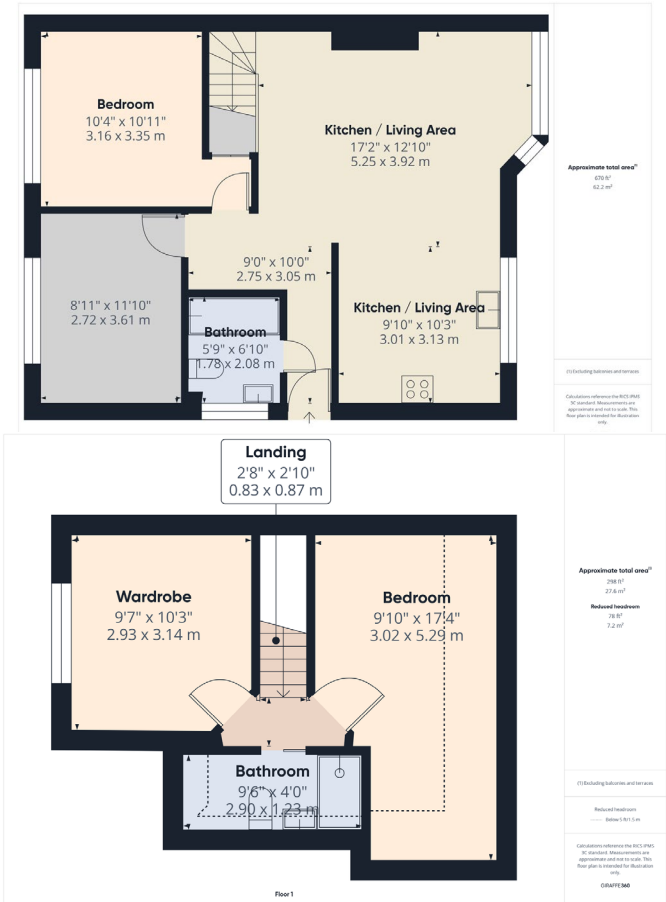 Bedroom
10'4" x 10'11"
3.16 x 3.35 m
Kitchen / Living Area
17'2" x 12'10"
5.25 x 3.92 m
9'0" x 10'0"
2.75 x 3.05 m
8'11" x 11'10"
2.72 x 3.61 m
Bathroom
5'9" x 6'10"
1.78 x 2.08 m
Kitchen / Living Area
9'10" x 10'3"
3.01 x 3.13 m
Approximate total area⁽¹⁾
670 ft²
62.2 m²
(1) Excluding balconies and terraces
Calculations reference the RICS IPMS
3C standard. Measurements are
approximate and not to scale. This
floor plan is intended for illustration
only.
Landing
2'8" x 2'10"
0.83 x 0.87 m
Wardrobe
9'7" x 10'3"
2.93 x 3.14 m
Bedroom
9'10" x 17'4"
3.02 x 5.29 m
Bathroom
9'6" x 4'0"
2.90 x 1.23 m
Floor 1
Approximate total area⁽¹⁾
298 ft²
27.6 m²
Reduced headroom
78 ft²
7.2 m²
(1) Excluding balconies and terraces
Reduced headroom
Below 5 ft/1.5 m
Calculations reference the RICS IPMS
3C standard. Measurements are
approximate and not to scale. This
floor plan is intended for illustration
only.
GIRAFFE360